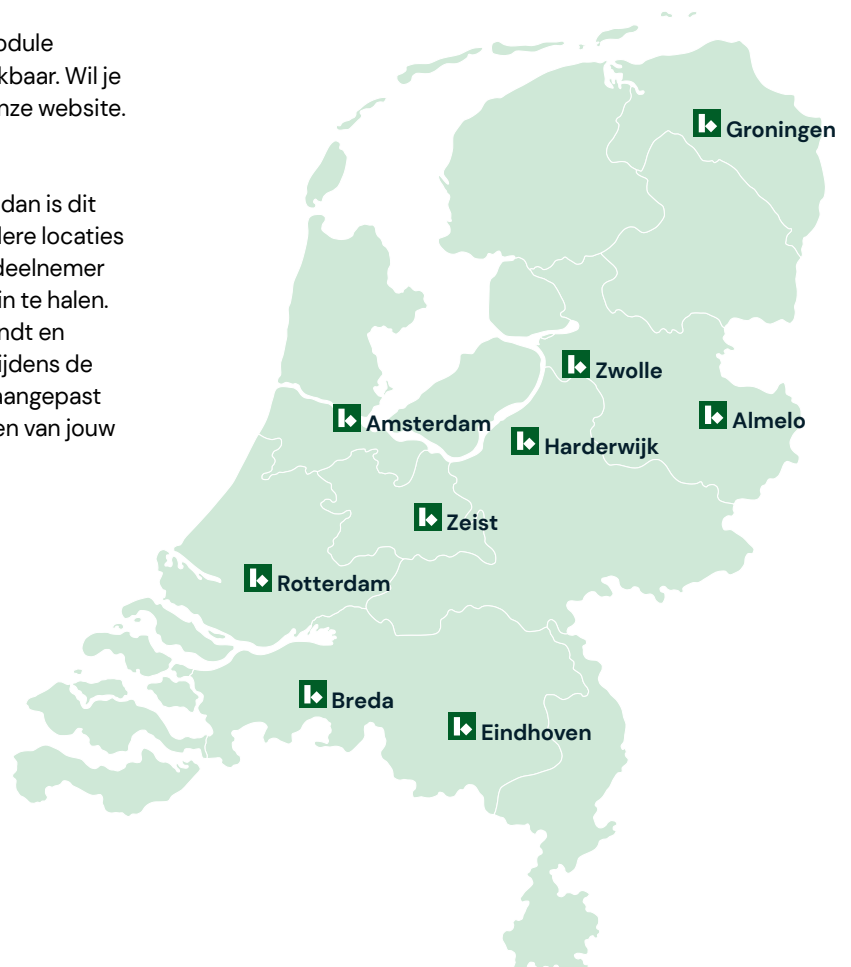 odule
kbaar. Wil je
nze website.
dan is dit
lere locaties
deelnemer
in te halen.
ndt en
ijdens de
aangepast
en van jouw
Groningen
Zwolle
Almelo
Amsterdam
Harderwijk
Zeist
Rotterdam
Breda
Eindhoven